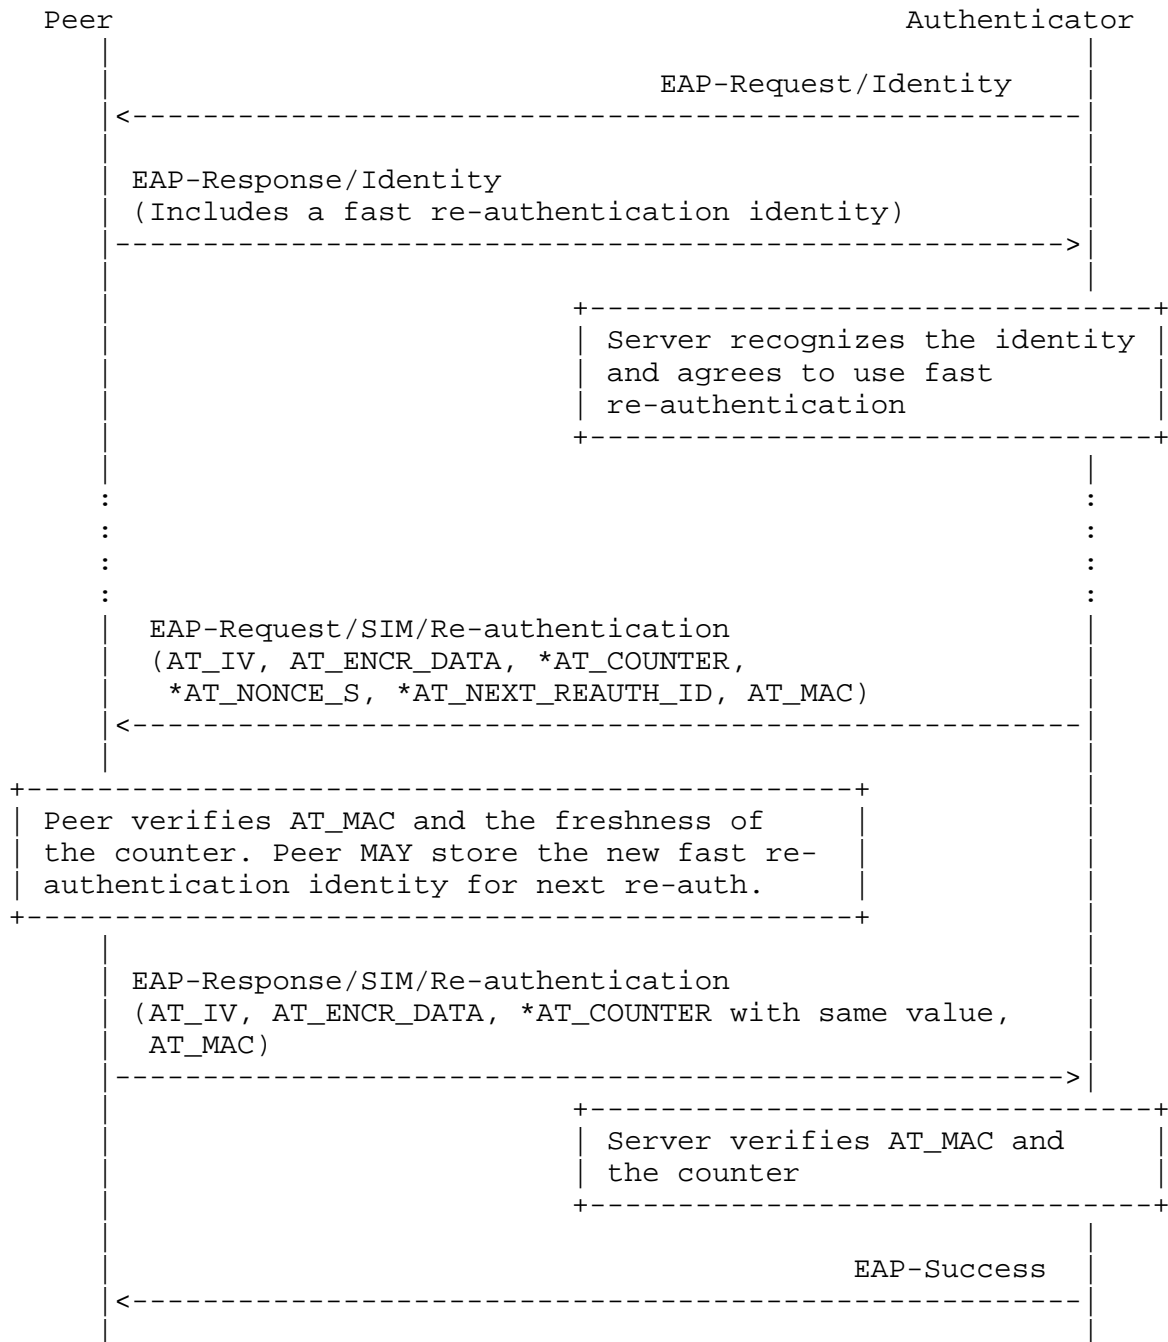 Peer Authenticator
EAP-Request/Identity
EAP-Response/Identity
(Includes a fast re-authentication identity)
Server recognizes the identity
and agrees to use fast
re-authentication
: :
: :
: :
: :
EAP-Request/SIM/Re-authentication
(AT_IV, AT_ENCR_DATA, *AT_COUNTER,
*AT_NONCE_S, *AT_NEXT_REAUTH_ID, AT_MAC)
Peer verifies AT_MAC and the freshness of
the counter. Peer MAY store the new fast re-
authentication identity for next re-auth.
EAP-Response/SIM/Re-authentication
(AT_IV, AT_ENCR_DATA, *AT_COUNTER with same value,
AT_MAC)
Server verifies AT_MAC and
the counter
EAP-Success